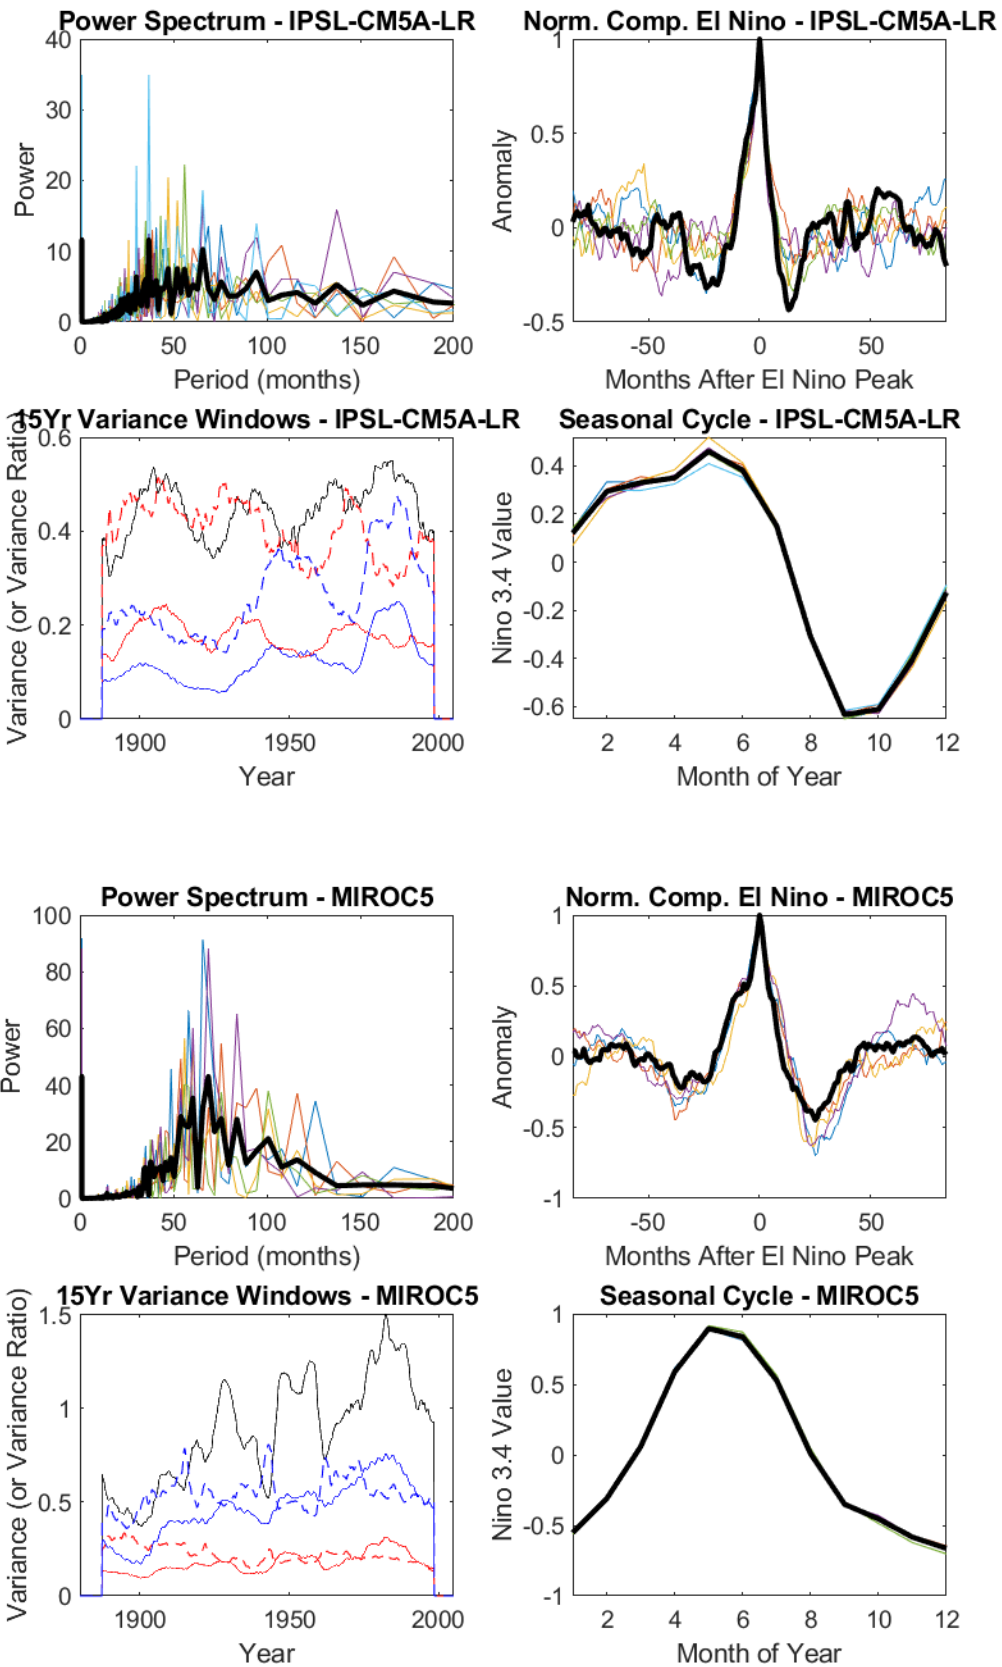 Power Spectrum - IPSL-CM5A-LR
Norm. Comp. El Nino - IPSL-CM5A-LR
40
30
20
10
0
Power
0 50 100 150 200
Period (months)
1
0.5
0
-0.5
Anomaly
-50 0 50
Months After El Nino Peak
15Yr Variance Windows - IPSL-CM5A-LR
Seasonal Cycle - IPSL-CM5A-LR
0.6
0.4
0.2
0
Variance (or Variance Ratio)
1900 1950 2000
Year
0.4
0.2
0
-0.2
-0.4
-0.6
Nino 3.4 Value
2 4 6 8 10 12
Month of Year
Power Spectrum - MIROC5
Norm. Comp. El Nino - MIROC5
100
80
60
40
20
0
Power
0 50 100 150 200
Period (months)
1
0.5
0
-0.5
-1
Anomaly
-50 0 50
Months After El Nino Peak
15Yr Variance Windows - MIROC5
Seasonal Cycle - MIROC5
1.5
1
0.5
0
Variance (or Variance Ratio)
1900 1950 2000
Year
1
0.5
0
-0.5
-1
Nino 3.4 Value
2 4 6 8 10 12
Month of Year